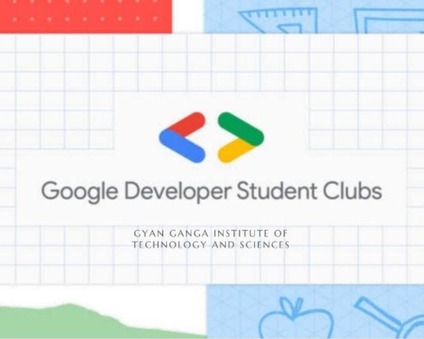 Google Developer Student Clubs
GYAN GANGA INSTITUTE OF
TECHNOLOGY AND SCIENCES